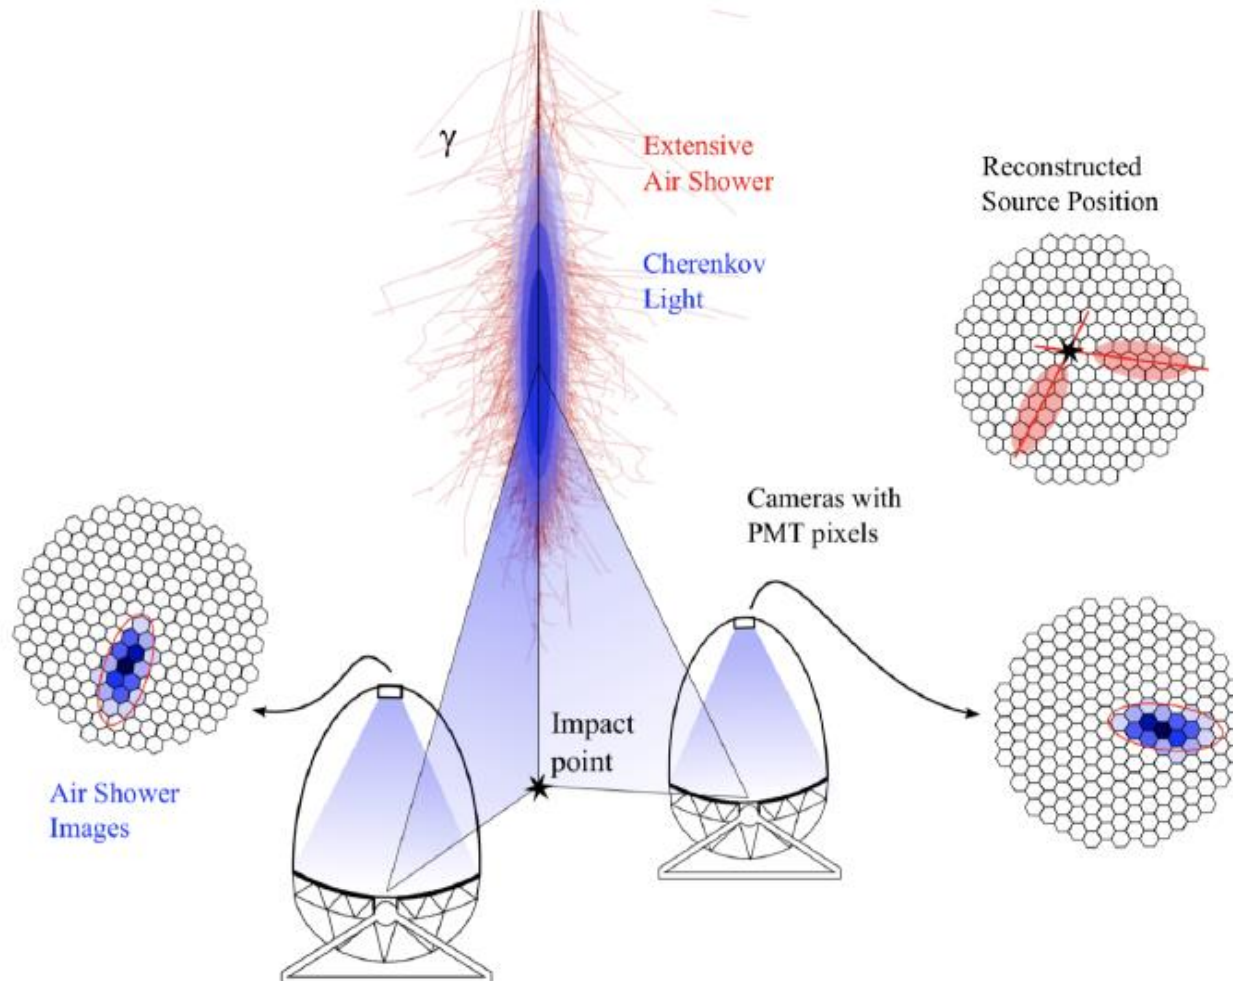 γ
Extensive
Air Shower
Cherenkov
Light
Reconstructed
Source Position
Cameras with
PMT pixels
Impact
point
Air Shower
Images